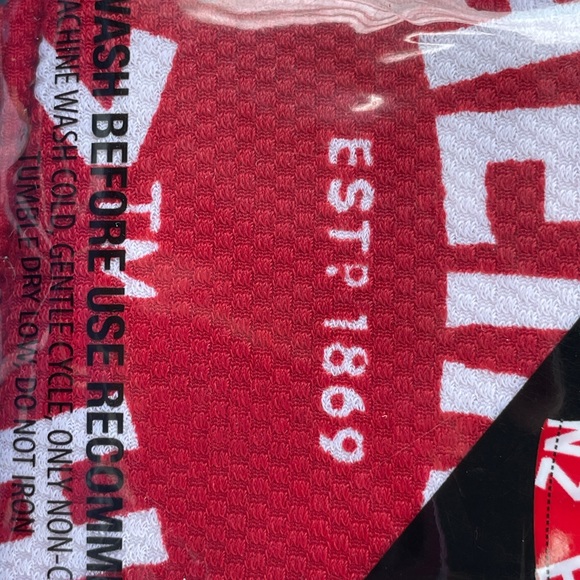 WASH BEFORE USE RECOMM
MACHINE WASH COLD, GENTLE CYCLE, ONLY NON-C
TUMBLE DRY LOW, DO NOT IRON
TM
ESTD 1869